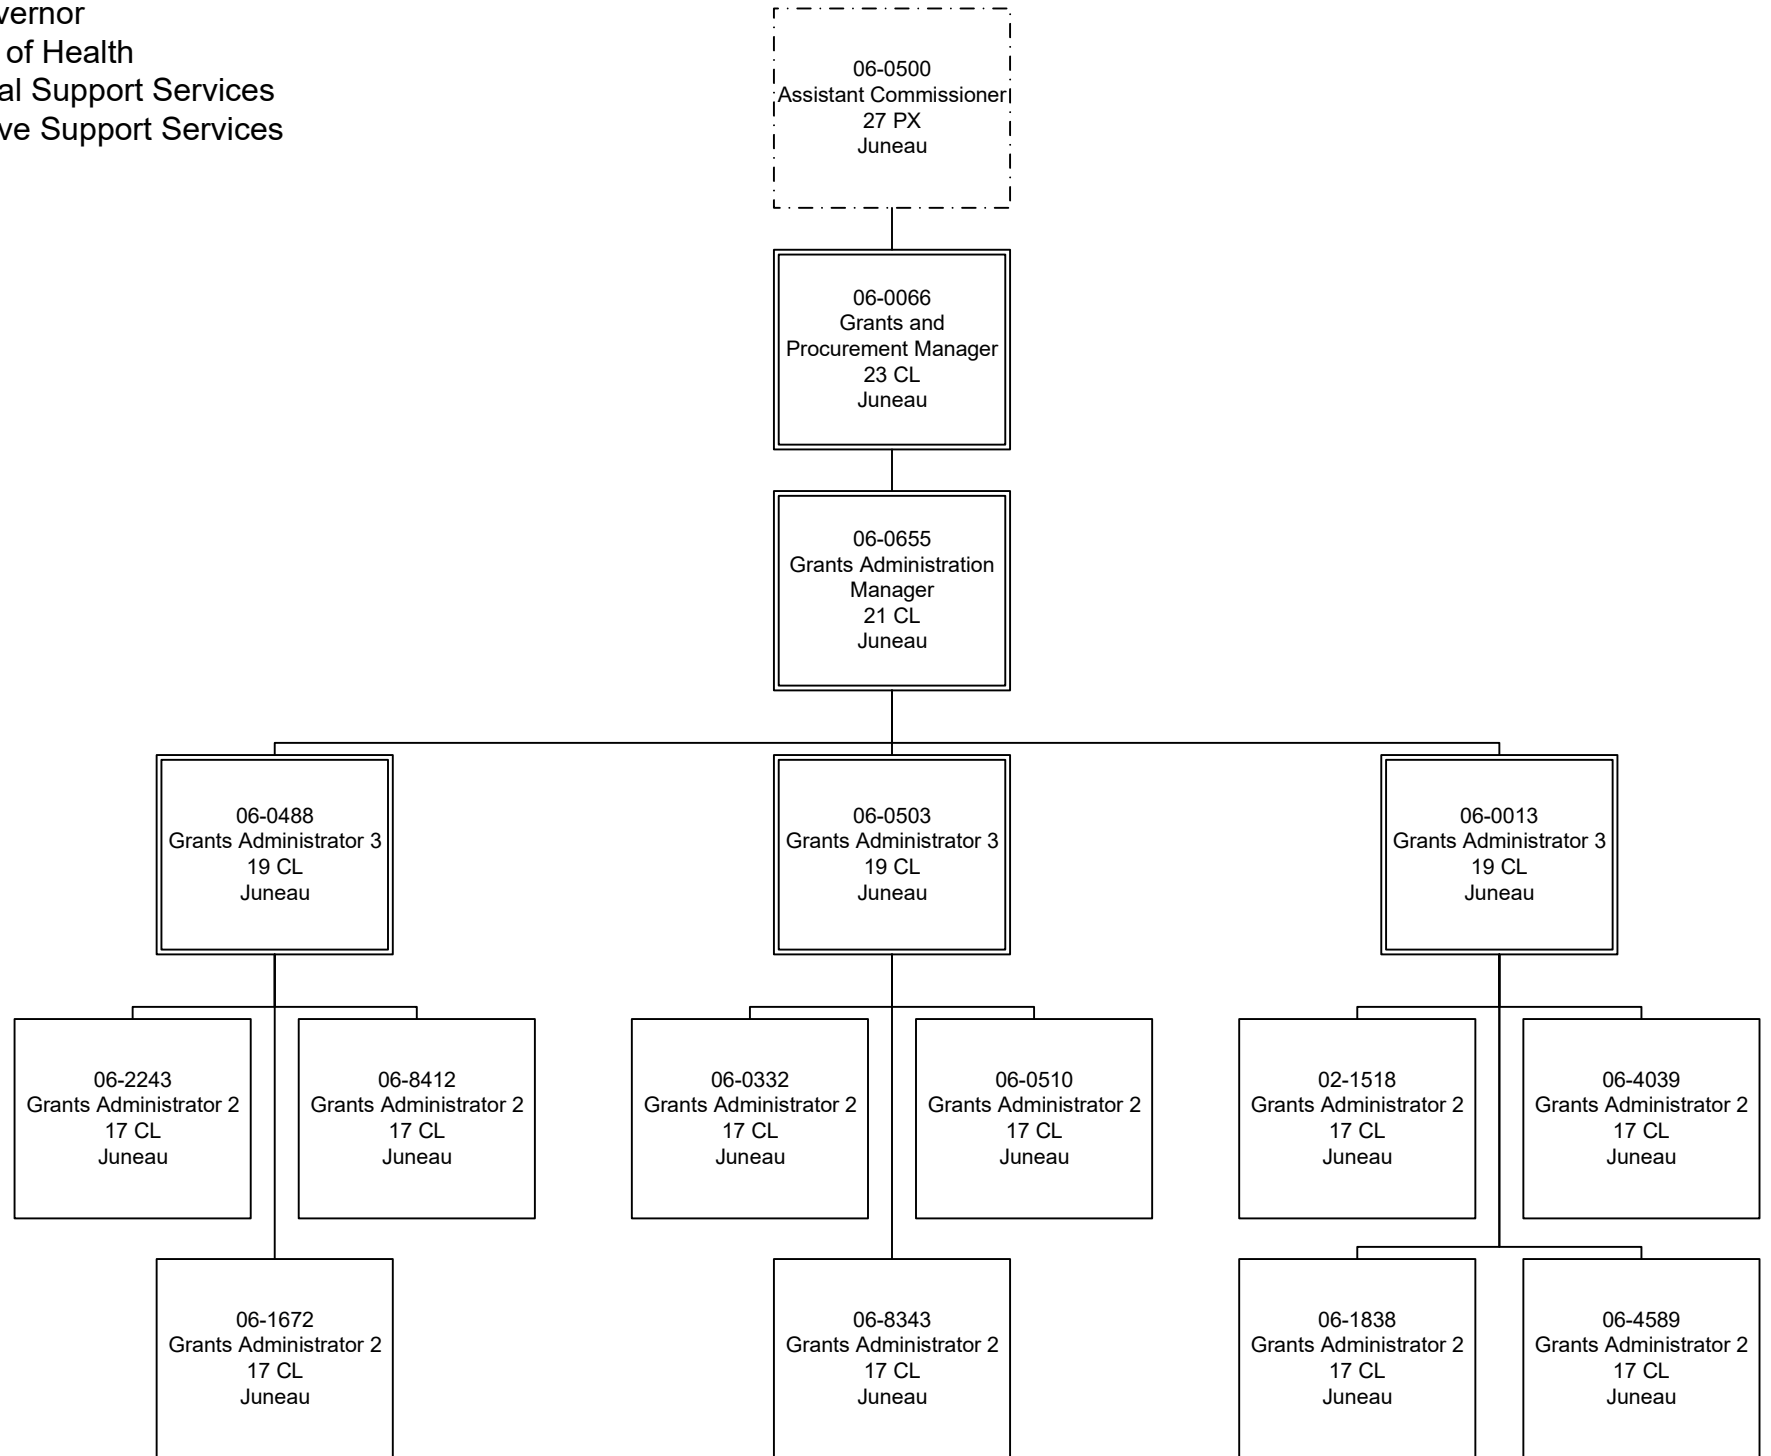 of Health
Support Services
Support Services
06-0500
Assistant Commissioner
27 PX
Juneau
06-0066
Grants and
Procurement Manager
23 CL
Juneau
06-0655
Grants Administration
Manager
21 CL
Juneau
06-0488
Grants Administrator 3
19 CL
Juneau
06-0503
Grants Administrator 3
19 CL
Juneau
06-0013
Grants Administrator 3
19 CL
Juneau
06-2243
Grants Administrator 2
17 CL
Juneau
06-8412
Grants Administrator 2
17 CL
Juneau
06-0332
Grants Administrator 2
17 CL
Juneau
06-0510
Grants Administrator 2
17 CL
Juneau
02-1518
Grants Administrator 2
17 CL
Juneau
06-4039
Grants Administrator 2
17 CL
Juneau
06-1672
Grants Administrator 2
17 CL
Juneau
06-8343
Grants Administrator 2
17 CL
Juneau
06-1838
Grants Administrator 2
17 CL
Juneau
06-4589
Grants Administrator 2
17 CL
Juneau